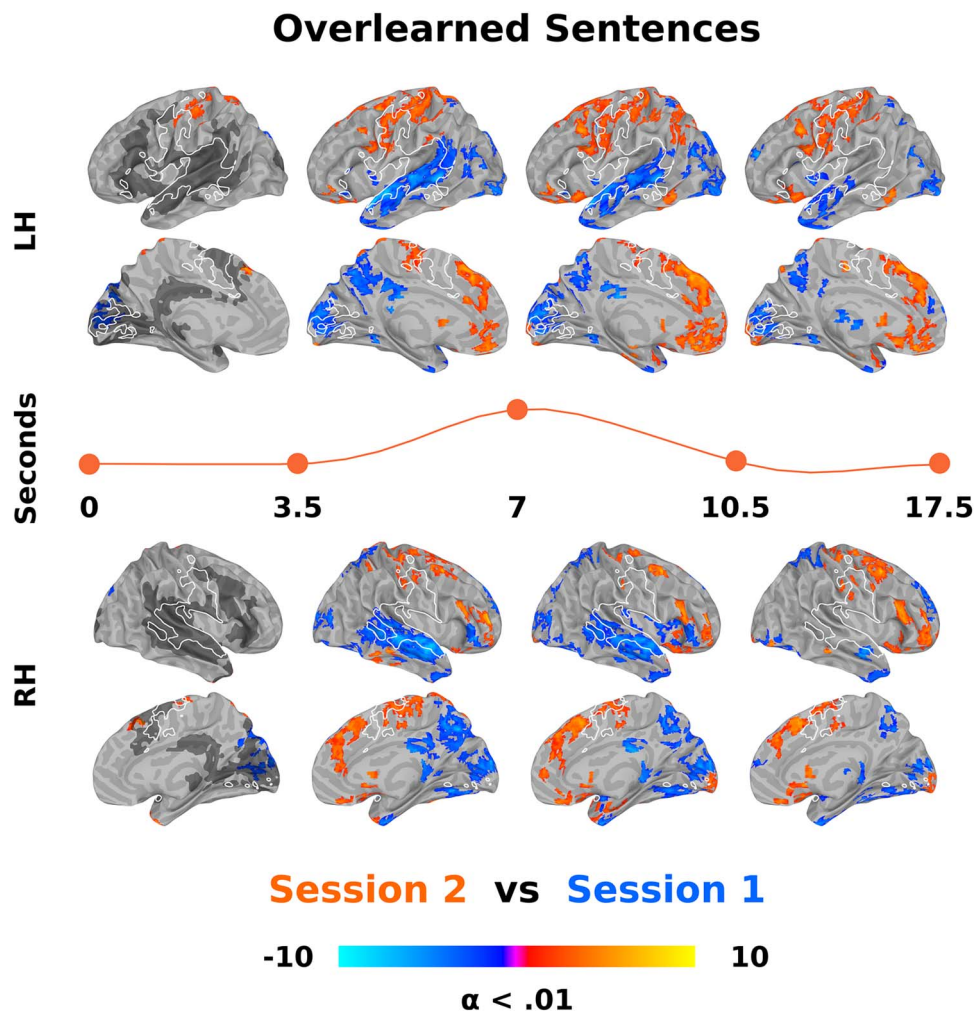 Overlearned Sentences
LH
Seconds
0 3.5 7 10.5 17.5
RH
Session 2 vs Session 1
-10 10
α < .01